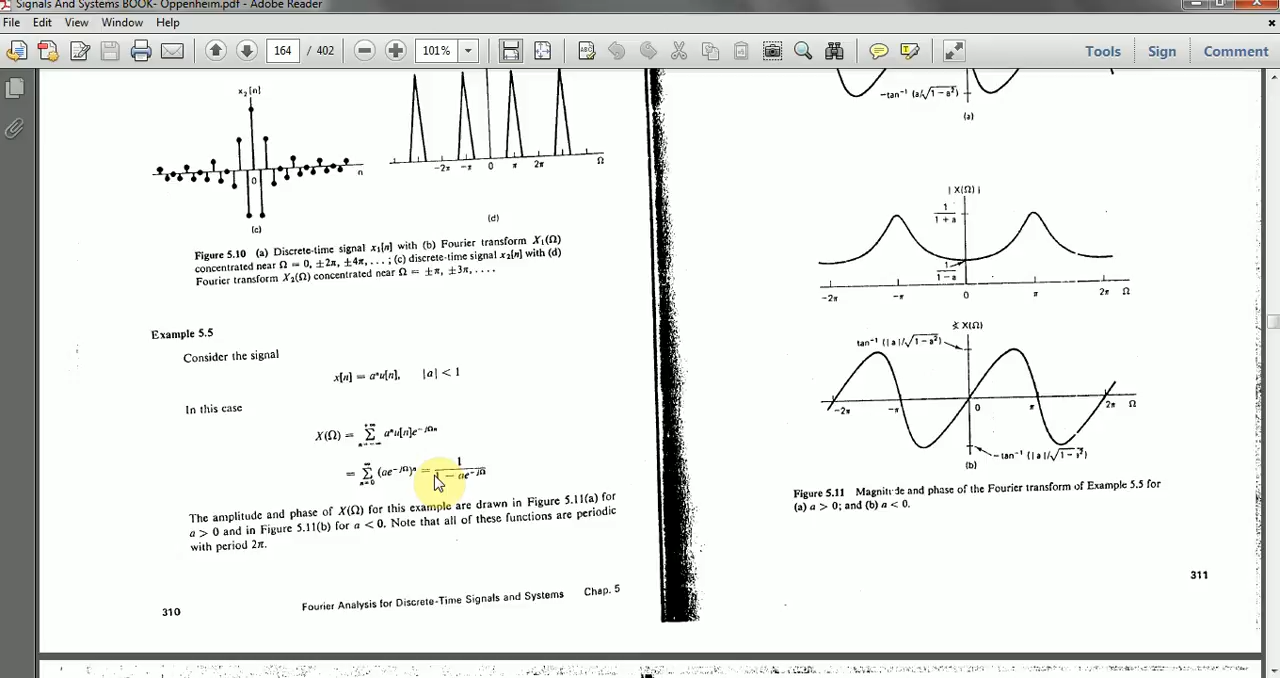 Signals And Systems BOOK- Oppenheim.pdf - Adobe Reader
File Edit View Window Help
164 / 402 101% Tools Sign Comment
x₂[n]
n
0
(c)
-2π -π 0 π 2π Ω
(d)
Figure 5.10 (a) Discrete-time signal x₁[n] with (b) Fourier transform X₁(Ω)
concentrated near Ω = 0, ±2π, ±4π, . . . ; (c) discrete-time signal x₂[n] with (d)
Fourier transform X₂(Ω) concentrated near Ω = ±π, ±3π, . . . .
Example 5.5
Consider the signal
x[n] = aⁿu[n], |a| < 1
In this case
X(Ω) = Σ_{n=-∞}^{+∞} aⁿu[n]e^{-jΩn}
= Σ_{n=0}^{∞} (ae^{-jΩ})ⁿ = 1/(1 - ae^{-jΩ})
The amplitude and phase of X(Ω) for this example are drawn in Figure 5.11(a) for
a > 0 and in Figure 5.11(b) for a < 0. Note that all of these functions are periodic
with period 2π.
310 Fourier Analysis for Discrete-Time Signals and Systems Chap. 5
-tan⁻¹ (a/√1 - a²)
(a)
| X(Ω) |
1/(1 + a)
1/(1 - a)
-2π -π 0 π 2π Ω
∢ X(Ω)
tan⁻¹ (|a|/√1 - a²)
-2π -π 0 π 2π Ω
-tan⁻¹ (|a|/√1 - a²)
(b)
Figure 5.11 Magnitude and phase of the Fourier transform of Example 5.5 for
(a) a > 0; and (b) a < 0.
311